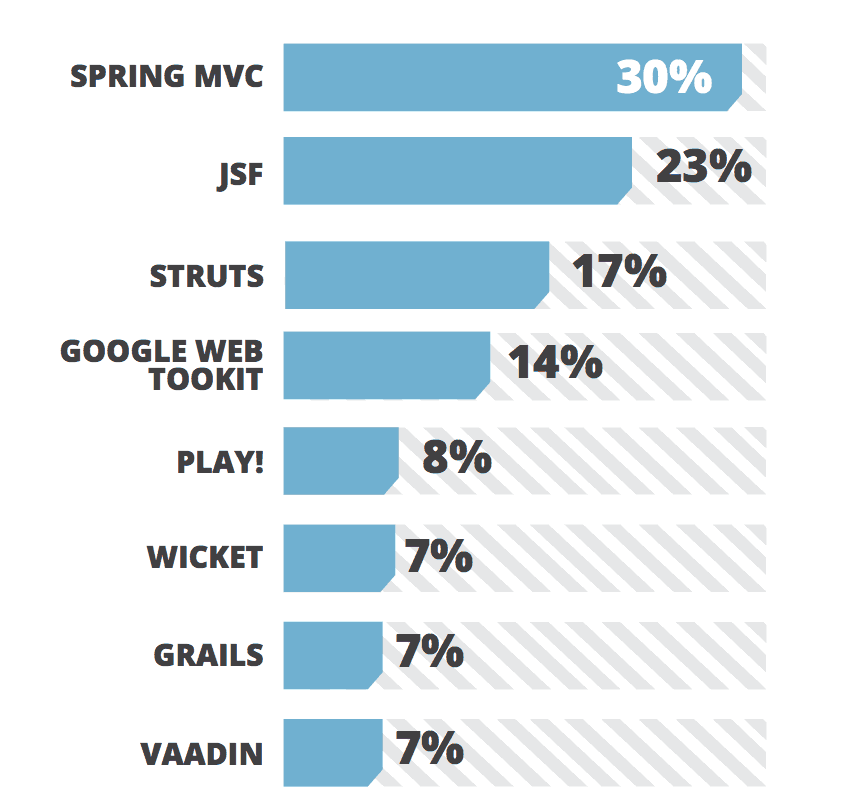 SPRING MVC 30%
JSF 23%
STRUTS 17%
GOOGLE WEB
TOOKIT 14%
PLAY! 8%
WICKET 7%
GRAILS 7%
VAADIN 7%